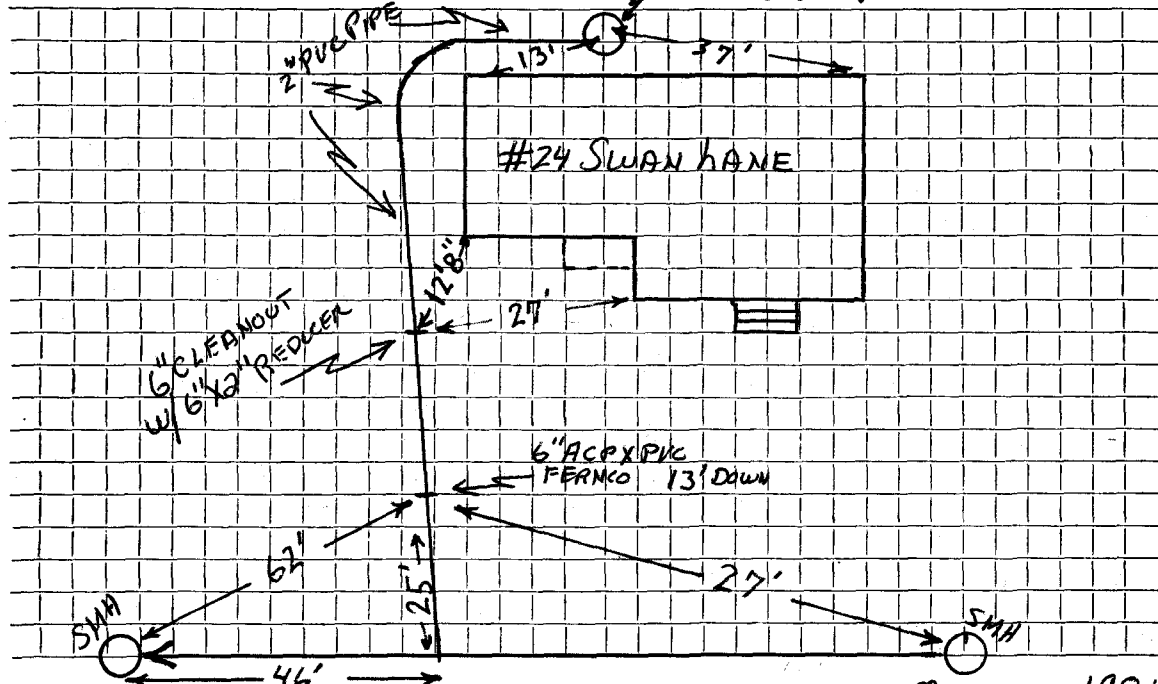 2" PVC PIPE
13'
37'
#24 SWAN LANE
12'8"
27'
6" CLEANOUT
W/ 6"X2" REDUCER
6" ACP X PVC
FERNCO 13' DOWN
62'
25'
27'
SMH
SMH
46'